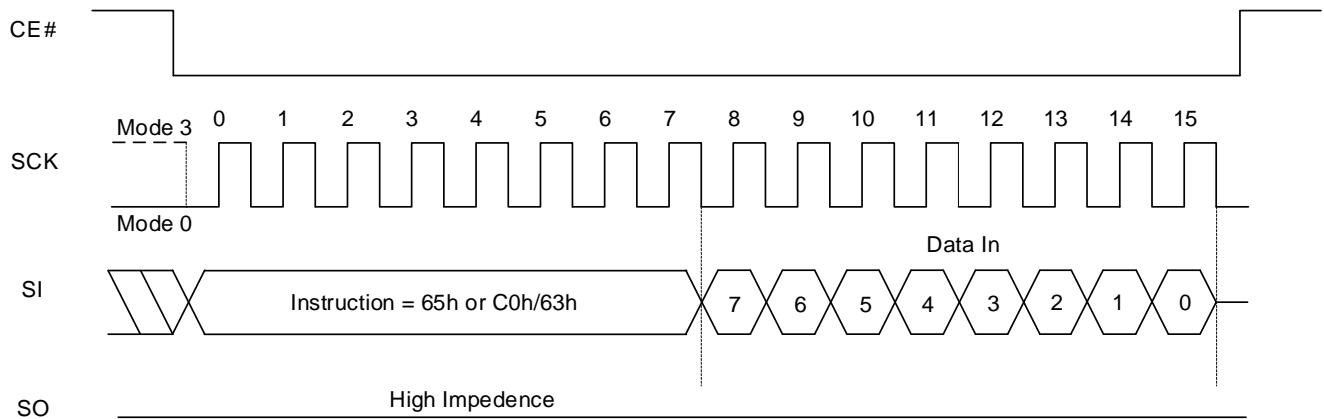 CE#
Mode 3
0 1 2 3 4 5 6 7 8 9 10 11 12 13 14 15
SCK
Mode 0
Data In
SI
Instruction = 65h or C0h/63h
7 6 5 4 3 2 1 0
High Impedence
SO